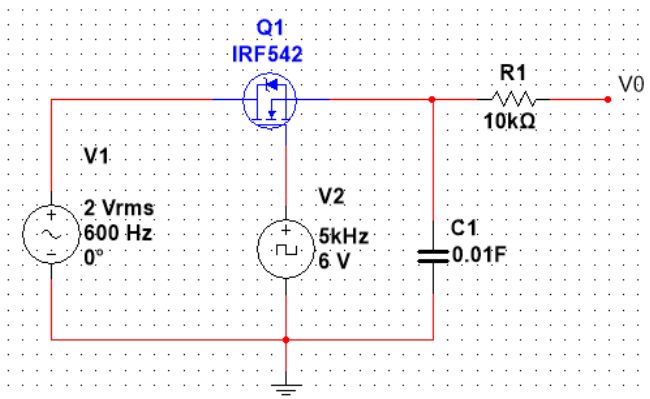 Q1
IRF542
R1
V0
10kΩ
V1
2 Vrms
600 Hz
0°
V2
5kHz
6 V
C1
0.01F